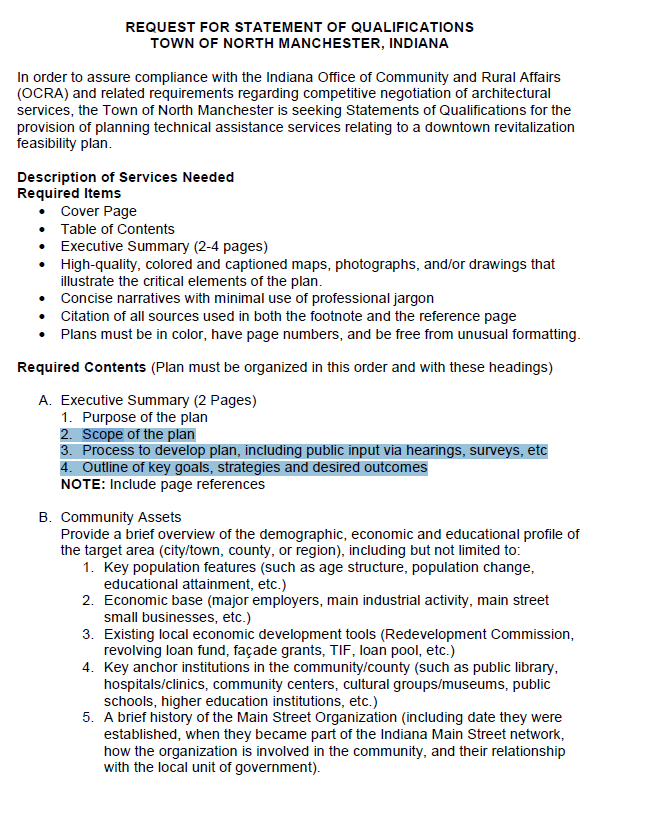 REQUEST FOR STATEMENT OF QUALIFICATIONS
TOWN OF NORTH MANCHESTER, INDIANA
In order to assure compliance with the Indiana Office of Community and Rural Affairs
(OCRA) and related requirements regarding competitive negotiation of architectural
services, the Town of North Manchester is seeking Statements of Qualifications for the
provision of planning technical assistance services relating to a downtown revitalization
feasibility plan.
Description of Services Needed
Required Items
• Cover Page
• Table of Contents
• Executive Summary (2-4 pages)
• High-quality, colored and captioned maps, photographs, and/or drawings that
illustrate the critical elements of the plan.
• Concise narratives with minimal use of professional jargon
• Citation of all sources used in both the footnote and the reference page
• Plans must be in color, have page numbers, and be free from unusual formatting.
Required Contents (Plan must be organized in this order and with these headings)
A. Executive Summary (2 Pages)
1. Purpose of the plan
2. Scope of the plan
3. Process to develop plan, including public input via hearings, surveys, etc
4. Outline of key goals, strategies and desired outcomes
NOTE: Include page references
B. Community Assets
Provide a brief overview of the demographic, economic and educational profile of
the target area (city/town, county, or region), including but not limited to:
1. Key population features (such as age structure, population change,
educational attainment, etc.)
2. Economic base (major employers, main industrial activity, main street
small businesses, etc.)
3. Existing local economic development tools (Redevelopment Commission,
revolving loan fund, façade grants, TIF, loan pool, etc.)
4. Key anchor institutions in the community/county (such as public library,
hospitals/clinics, community centers, cultural groups/museums, public
schools, higher education institutions, etc.)
5. A brief history of the Main Street Organization (including date they were
established, when they became part of the Indiana Main Street network,
how the organization is involved in the community, and their relationship
with the local unit of government).